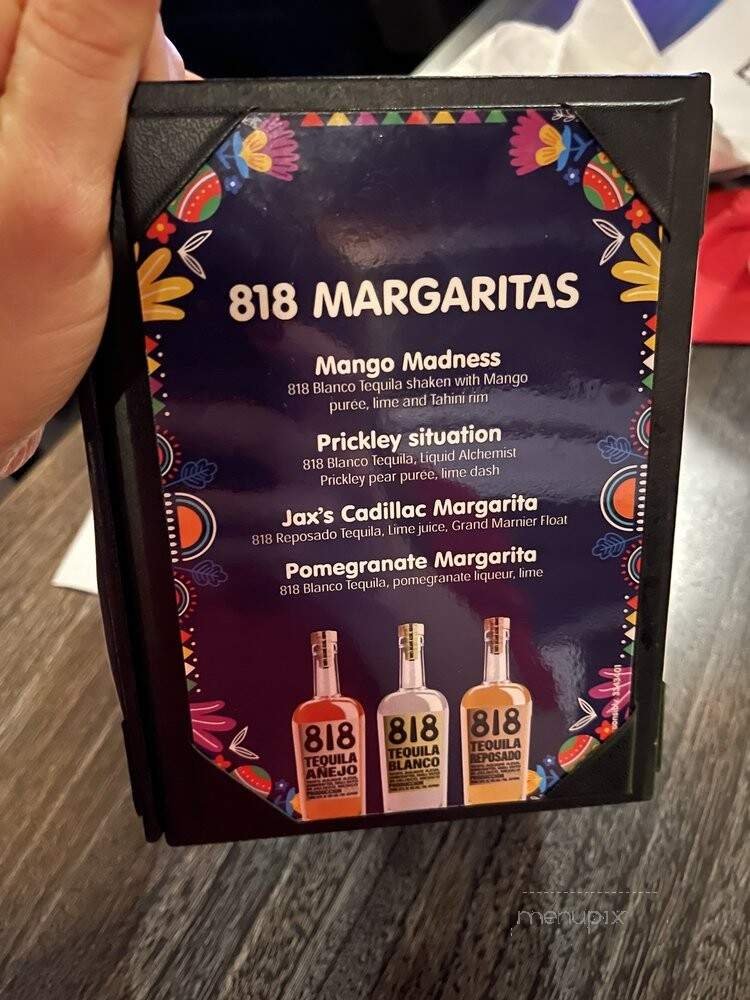 818 MARGARITAS
Mango Madness
818 Blanco Tequila shaken with Mango
purée, lime and Tahini rim
Prickley situation
818 Blanco Tequila, Liquid Alchemist
Prickley pear purée, lime dash
Jax's Cadillac Margarita
818 Reposado Tequila, Lime juice, Grand Marnier Float
Pomegranate Margarita
818 Blanco Tequila, pomegranate liqueur, lime
818
TEQUILA
AÑEJO
818
TEQUILA
BLANCO
818
TEQUILA
REPOSADO
menupix